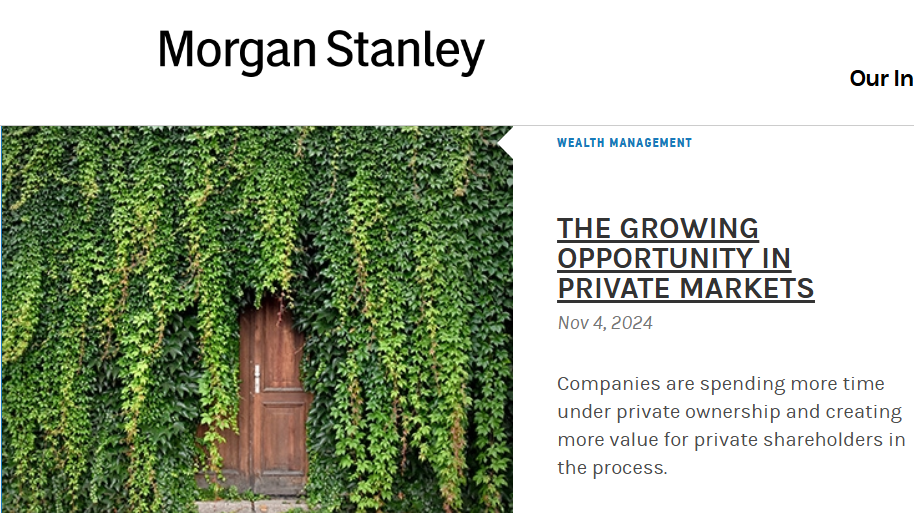 Morgan Stanley
Our In
WEALTH MANAGEMENT
THE GROWING
OPPORTUNITY IN
PRIVATE MARKETS
Nov 4, 2024
Companies are spending more time
under private ownership and creating
more value for private shareholders in
the process.